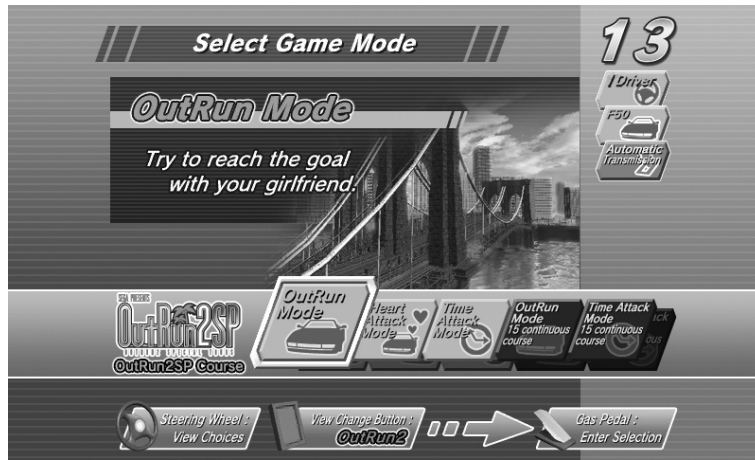 Select Game Mode
13
1 Driver
F50
Automatic
Transmission
OutRun Mode
Try to reach the goal
with your girlfriend.
SEGA PRESENTS
OutRun2SP
OutRun2SP Course
OutRun
Mode
Heart
Attack
Mode
Time
Attack
Mode
OutRun
Mode
15 continuous
course
Time Attack
Mode
15 continuous
course
Steering Wheel :
View Choices
View Change Button :
OutRun2
Gas Pedal :
Enter Selection